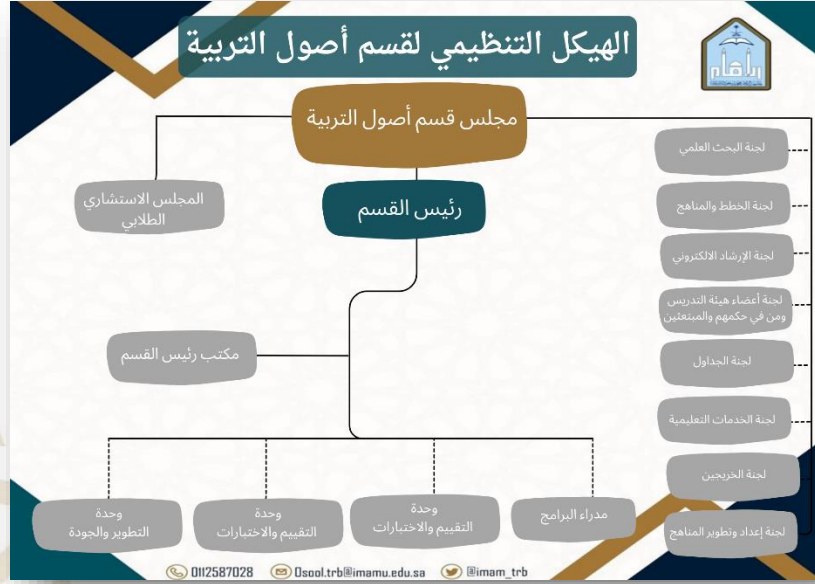 الهيكل التنظيمي لقسم أصول التربية
مجلس قسم أصول التربية
المجلس الاستشاري
الطلابي
رئيس القسم
مكتب رئيس القسم
لجنة البحث العلمي
لجنة الخطط والمناهج
لجنة الإرشاد الالكتروني
لجنة أعضاء هيئة التدريس
ومن في حكمهم والمبتعثين
لجنة الجداول
لجنة الخدمات التعليمية
لجنة الخريجين
لجنة إعداد وتطوير المناهج
مدراء البرامج
وحدة
التقييم والاختبارات
وحدة
التقييم والاختبارات
وحدة
التطوير والجودة
0112587028
Osool.trb@imamu.edu.sa
@imam_trb